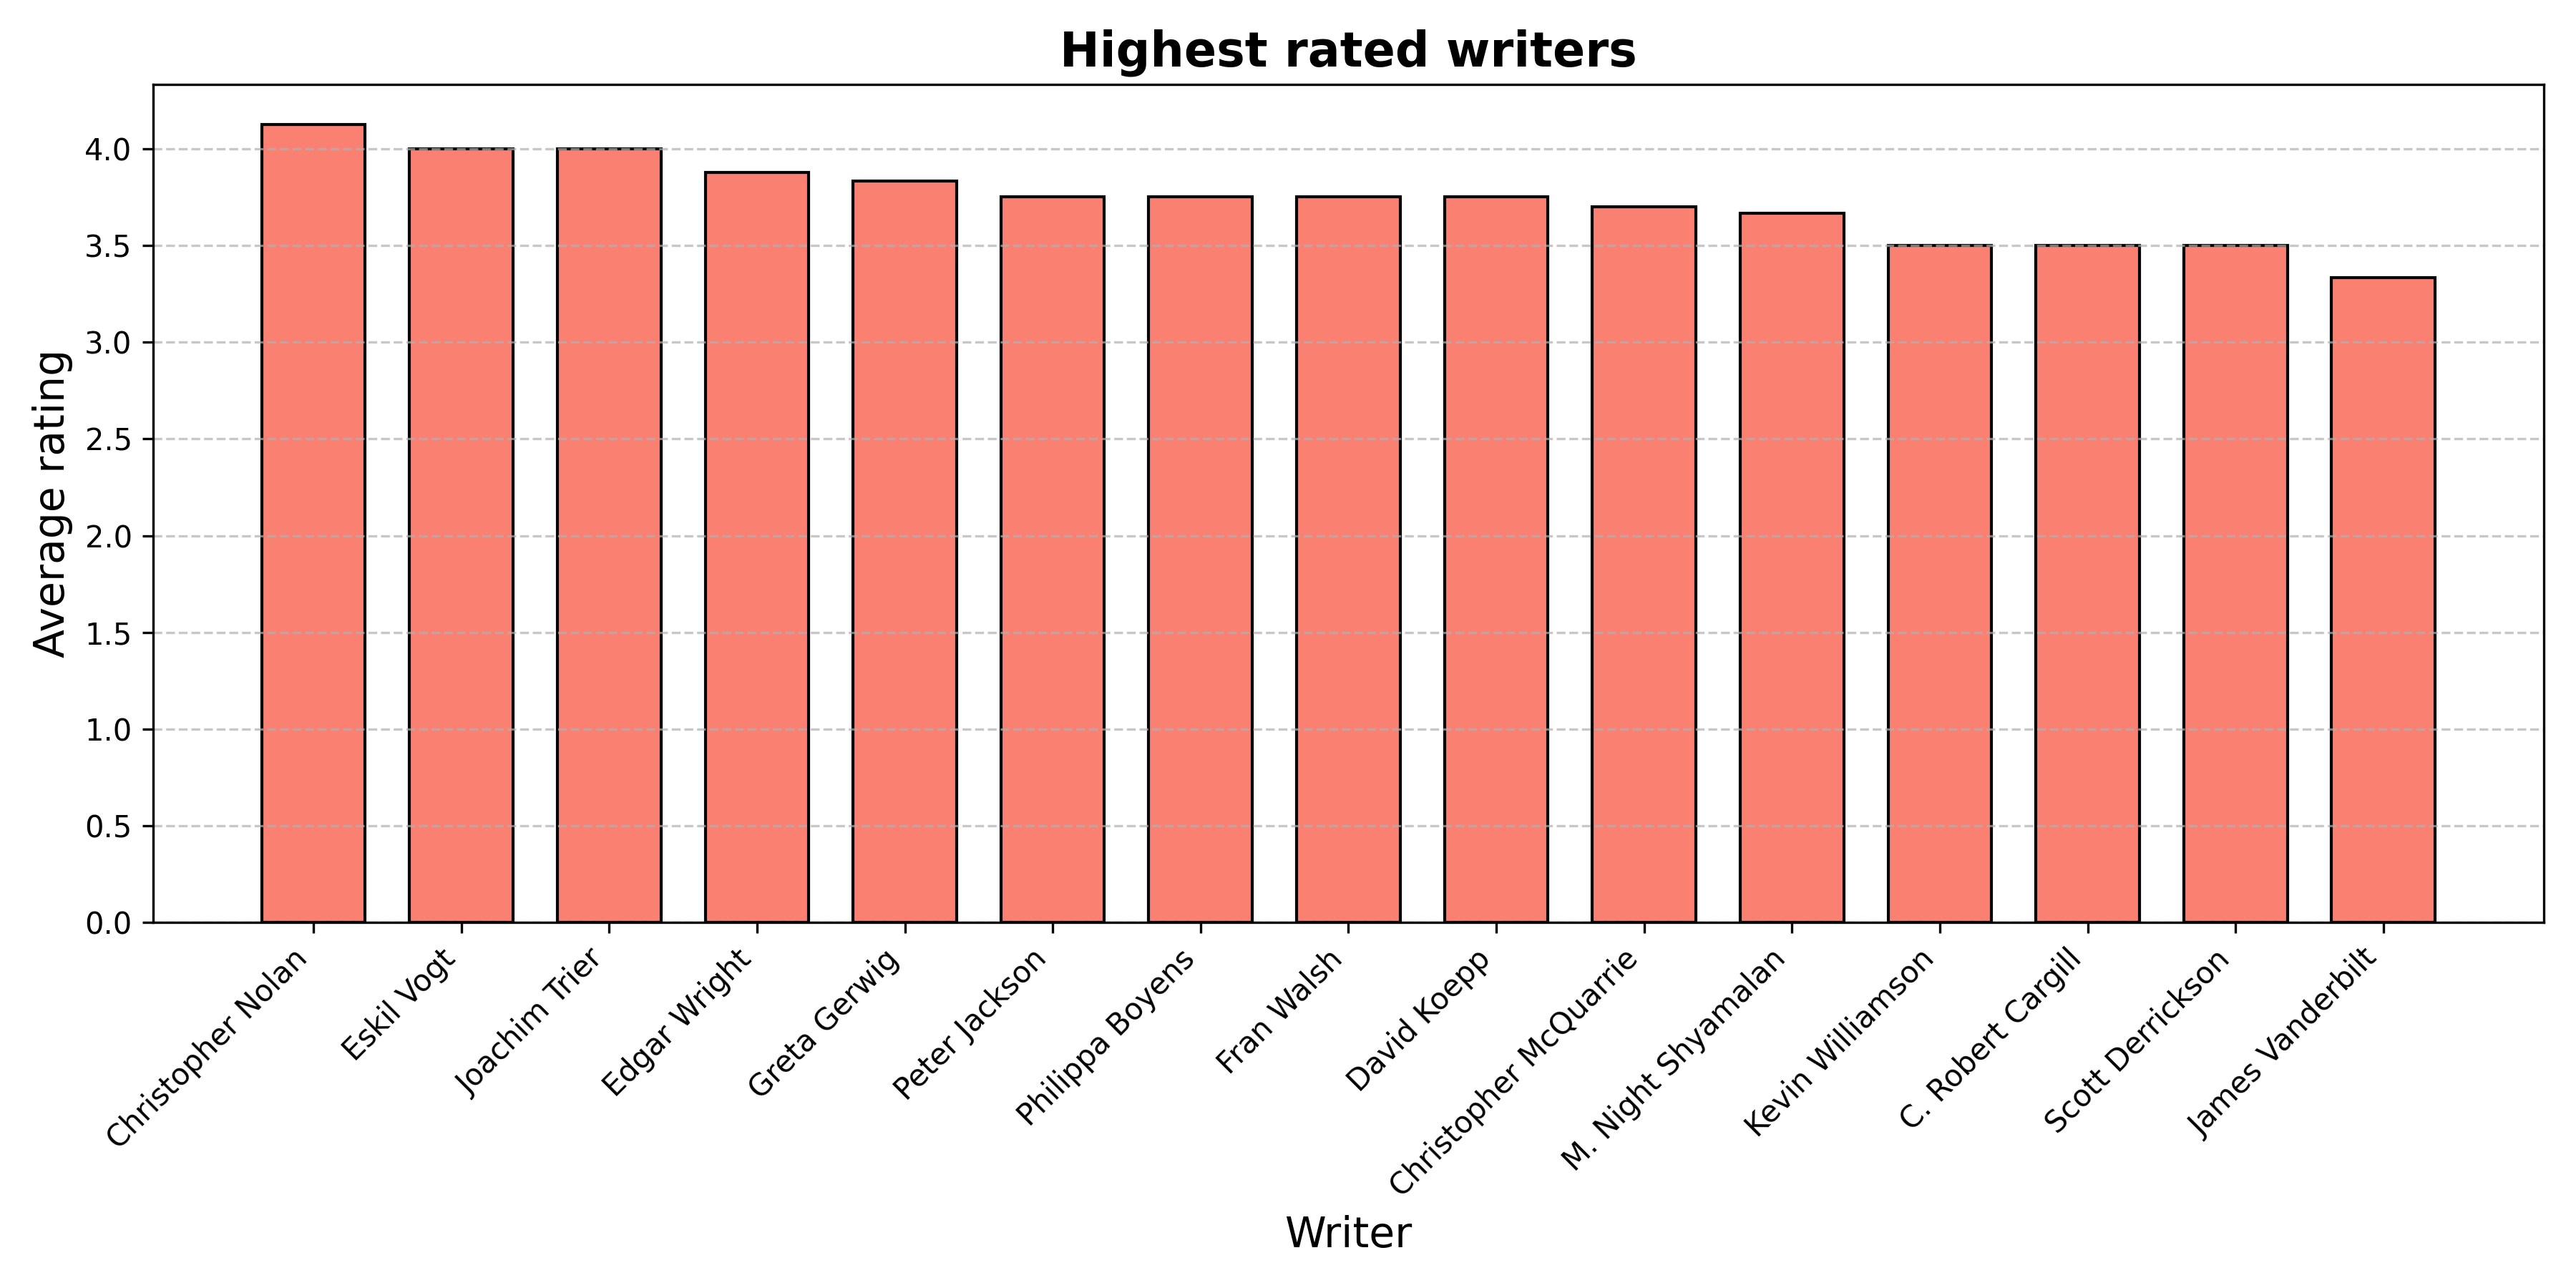 Highest rated writers
Average rating
4.0
3.5
3.0
2.5
2.0
1.5
1.0
0.5
0.0
Christopher Nolan
Eskil Vogt
Joachim Trier
Edgar Wright
Greta Gerwig
Peter Jackson
Philippa Boyens
Fran Walsh
David Koepp
Christopher McQuarrie
M. Night Shyamalan
Kevin Williamson
C. Robert Cargill
Scott Derrickson
James Vanderbilt
Writer